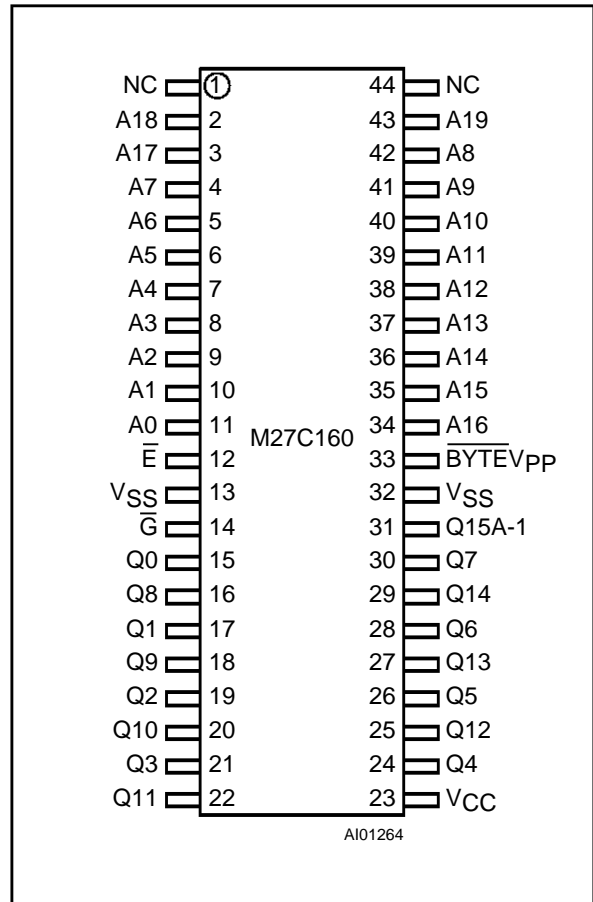 NC 1 44 NC
A18 2 43 A19
A17 3 42 A8
A7 4 41 A9
A6 5 40 A10
A5 6 39 A11
A4 7 38 A12
A3 8 37 A13
A2 9 36 A14
A1 10 35 A15
A0 11 34 A16
M27C160
E̅ 12 33 B̅Y̅T̅E̅VPP
VSS 13 32 VSS
G̅ 14 31 Q15A-1
Q0 15 30 Q7
Q8 16 29 Q14
Q1 17 28 Q6
Q9 18 27 Q13
Q2 19 26 Q5
Q10 20 25 Q12
Q3 21 24 Q4
Q11 22 23 VCC
AI01264